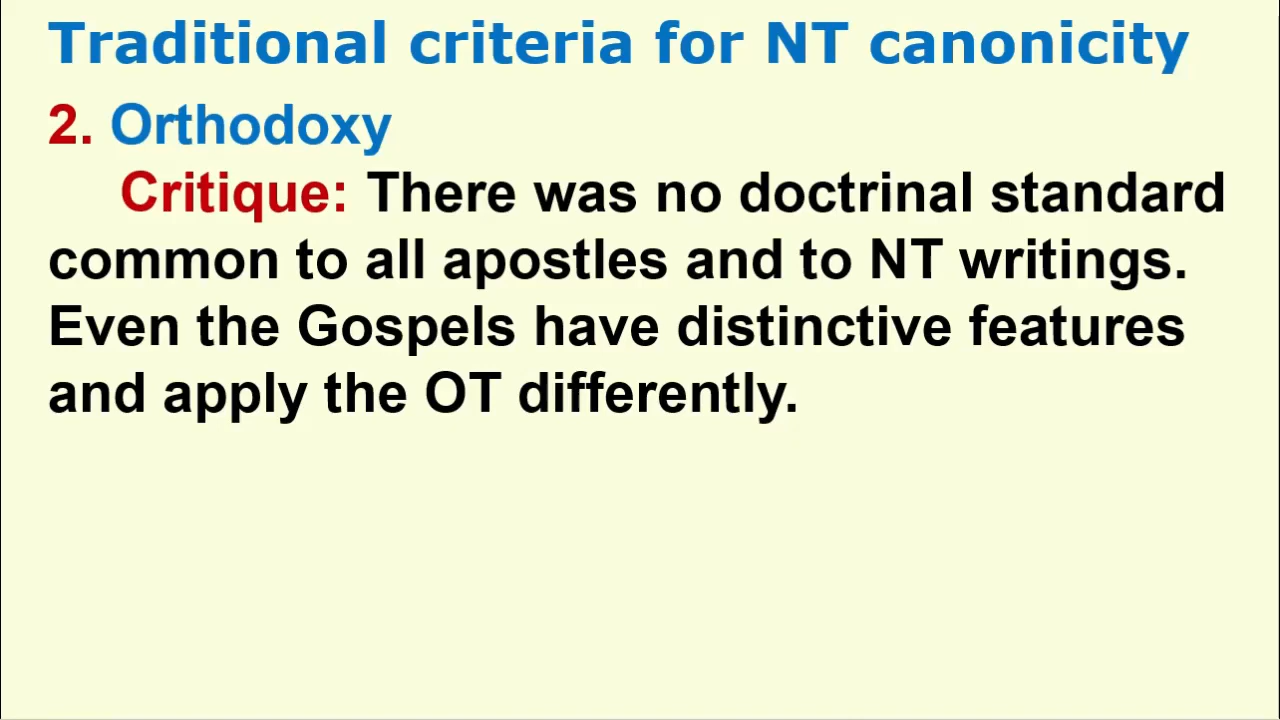 Traditional criteria for NT canonicity
2. Orthodoxy
Critique: There was no doctrinal standard
common to all apostles and to NT writings.
Even the Gospels have distinctive features
and apply the OT differently.